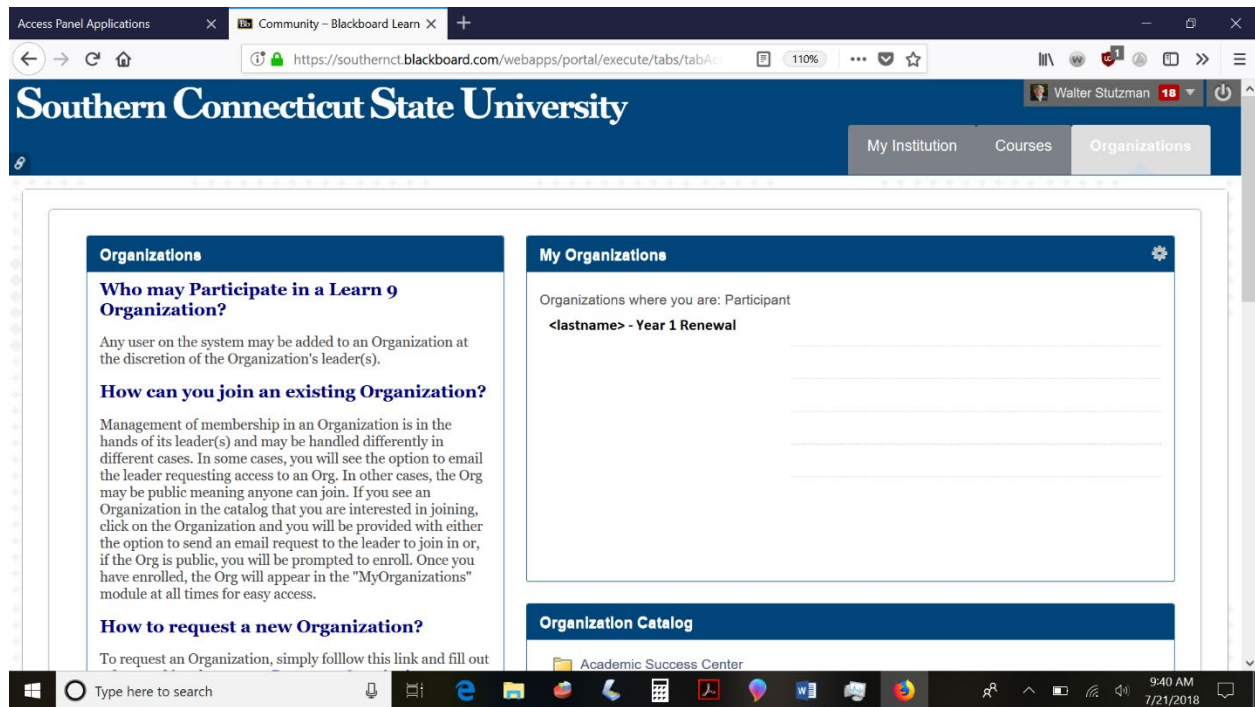 Access Panel Applications
Community – Blackboard Learn
https://southernct.blackboard.com/webapps/portal/execute/tabs/tabAc
110%
1
Southern Connecticut State University
Walter Stutzman 18
My Institution
Courses
Organizations
Organizations
Who may Participate in a Learn 9
Organization?
Any user on the system may be added to an Organization at
the discretion of the Organization's leader(s).
How can you join an existing Organization?
Management of membership in an Organization is in the
hands of its leader(s) and may be handled differently in
different cases. In some cases, you will see the option to email
the leader requesting access to an Org. In other cases, the Org
may be public meaning anyone can join. If you see an
Organization in the catalog that you are interested in joining,
click on the Organization and you will be provided with either
the option to send an email request to the leader to join in or,
if the Org is public, you will be prompted to enroll. Once you
have enrolled, the Org will appear in the "MyOrganizations"
module at all times for easy access.
How to request a new Organization?
To request an Organization, simply folllow this link and fill out
My Organizations
Organizations where you are: Participant
<lastname> - Year 1 Renewal
Organization Catalog
Academic Success Center
Type here to search
9:40 AM
7/21/2018